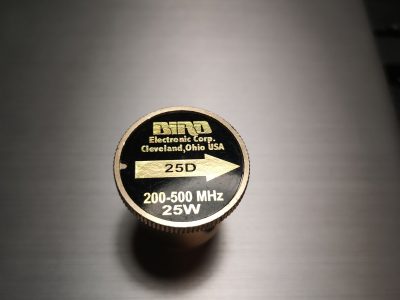 BIRD
Electronic Corp.
Cleveland,Ohio USA
25D
200-500 MHz
25W